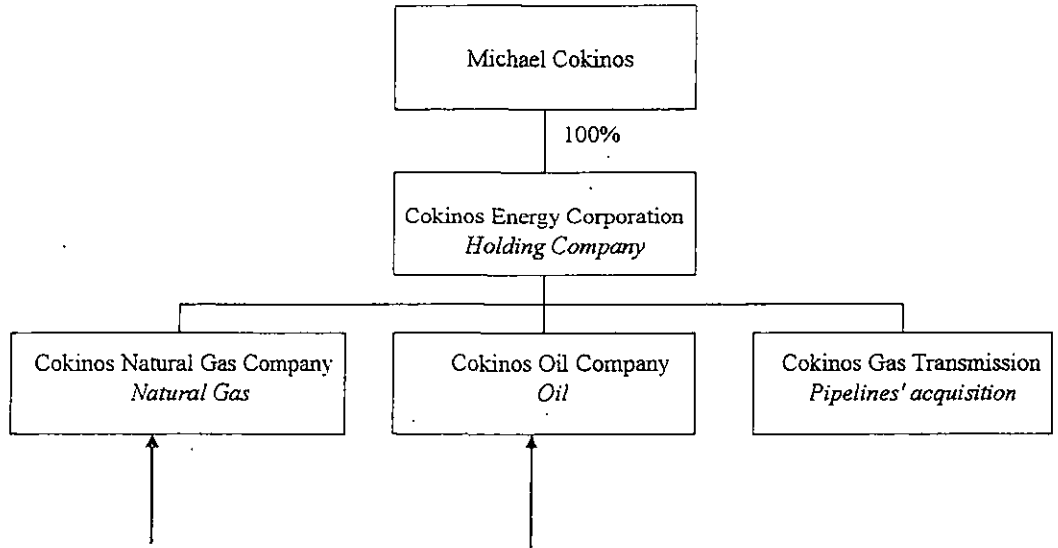 Michael Cokinos
100%
Cokinos Energy Corporation
Holding Company
Cokinos Natural Gas Company
Natural Gas
Cokinos Oil Company
Oil
Cokinos Gas Transmission
Pipelines' acquisition